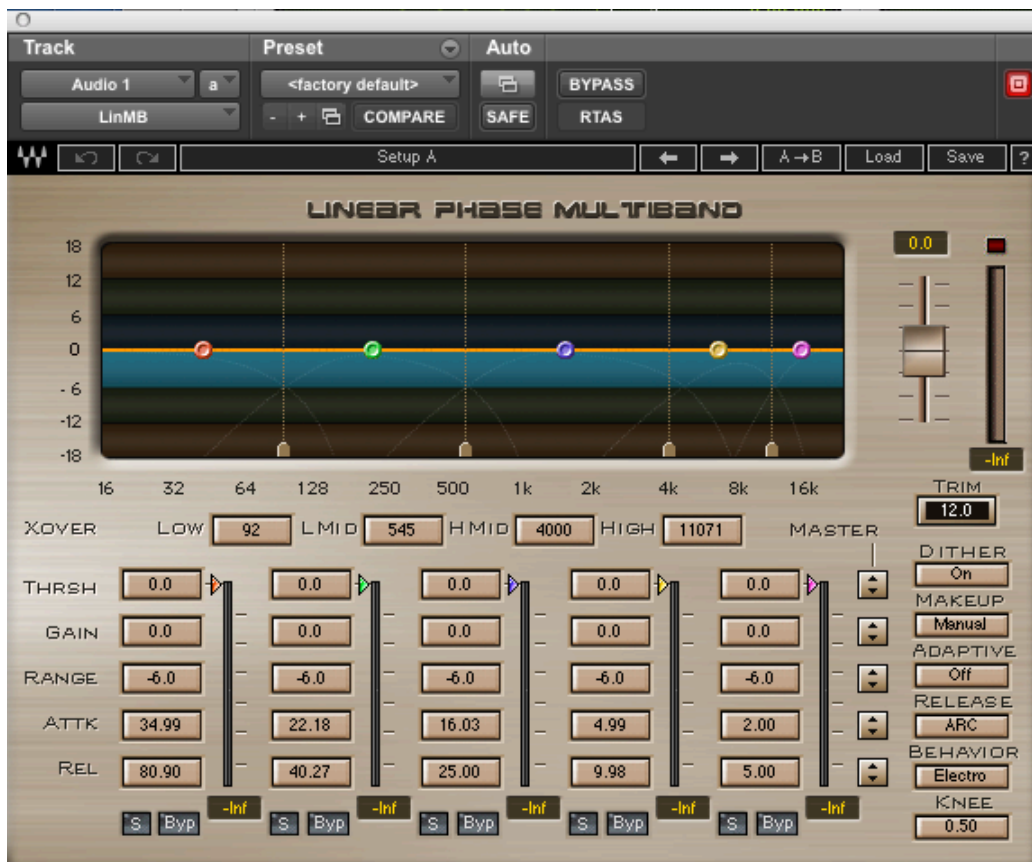 Track Preset Auto
Audio 1 a <factory default> BYPASS
LinMB - + COMPARE SAFE RTAS
Setup A A→B Load Save ?
LINEAR PHASE MULTIBAND
18
12
6
0
-6
-12
-18
0.0
-Inf
16 32 64 128 250 500 1k 2k 4k 8k 16k
TRIM
12.0
XOVER LOW 92 LMID 545 HMID 4000 HIGH 11071 MASTER
THRSH 0.0 0.0 0.0 0.0 0.0
GAIN 0.0 0.0 0.0 0.0 0.0
RANGE -6.0 -6.0 -6.0 -6.0 -6.0
ATTK 34.99 22.18 16.03 4.99 2.00
REL 80.90 40.27 25.00 9.98 5.00
-Inf -Inf -Inf -Inf -Inf
S Byp S Byp S Byp S Byp S Byp
DITHER
On
MAKEUP
Manual
ADAPTIVE
Off
RELEASE
ARC
BEHAVIOR
Electro
KNEE
0.50